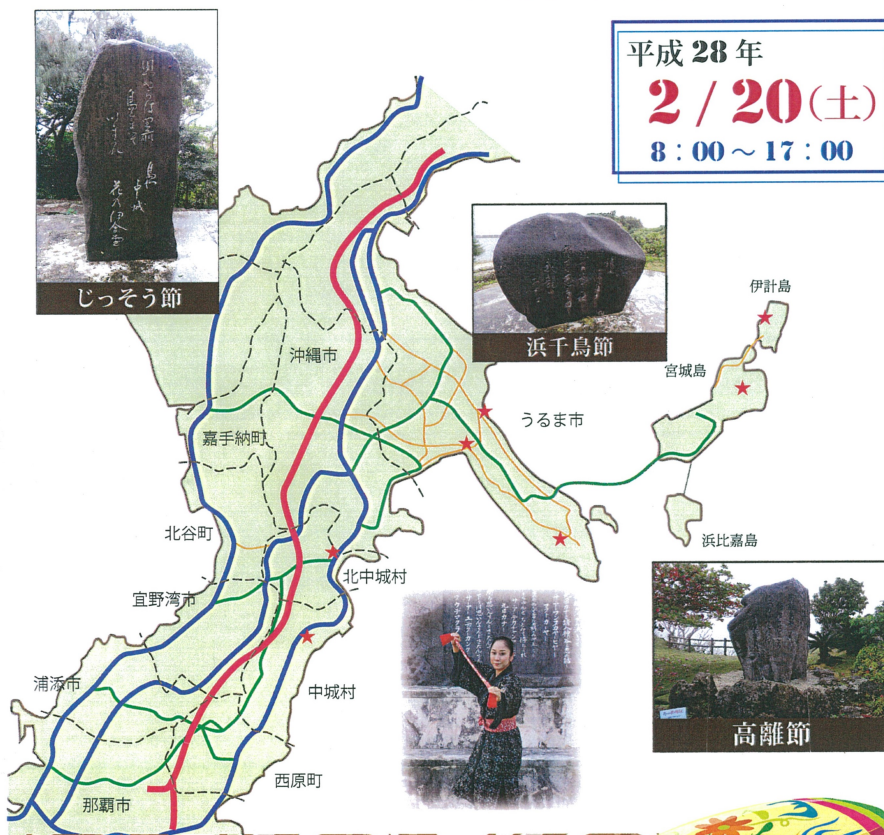 平成28年
2/20(土)
8:00～17:00
じっそう節
浜千鳥節
伊計島
宮城島
沖縄市
うるま市
嘉手納町
浜比嘉島
北谷町
北中城村
宜野湾市
中城村
浦添市
高離節
西原町
那覇市